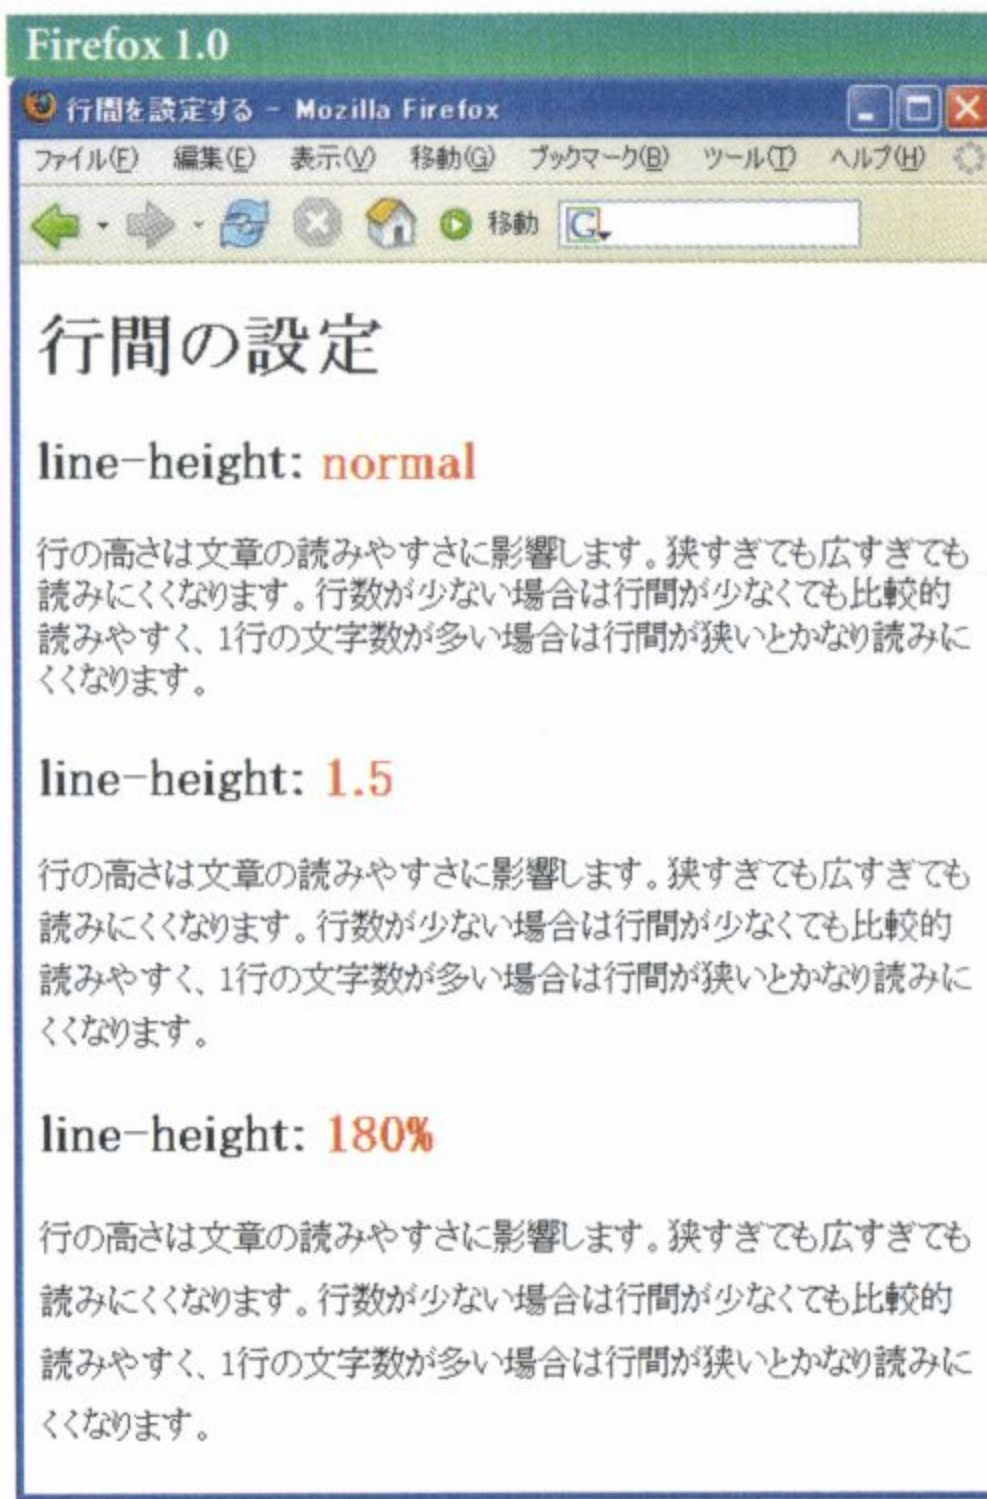 Firefox 1.0
行間を設定する - Mozilla Firefox
ファイル(F) 編集(E) 表示(V) 移動(G) ブックマーク(B) ツール(T) ヘルプ(H)
移動 G
行間の設定
line-height: normal
行の高さは文章の読みやすさに影響します。狭すぎても広すぎても
読みにくくなります。行数が少ない場合は行間が少なくても比較的
読みやすく、1行の文字数が多い場合は行間が狭いとかなり読みに
くくなります。
line-height: 1.5
行の高さは文章の読みやすさに影響します。狭すぎても広すぎても
読みにくくなります。行数が少ない場合は行間が少なくても比較的
読みやすく、1行の文字数が多い場合は行間が狭いとかなり読みに
くくなります。
line-height: 180%
行の高さは文章の読みやすさに影響します。狭すぎても広すぎても
読みにくくなります。行数が少ない場合は行間が少なくても比較的
読みやすく、1行の文字数が多い場合は行間が狭いとかなり読みに
くくなります。